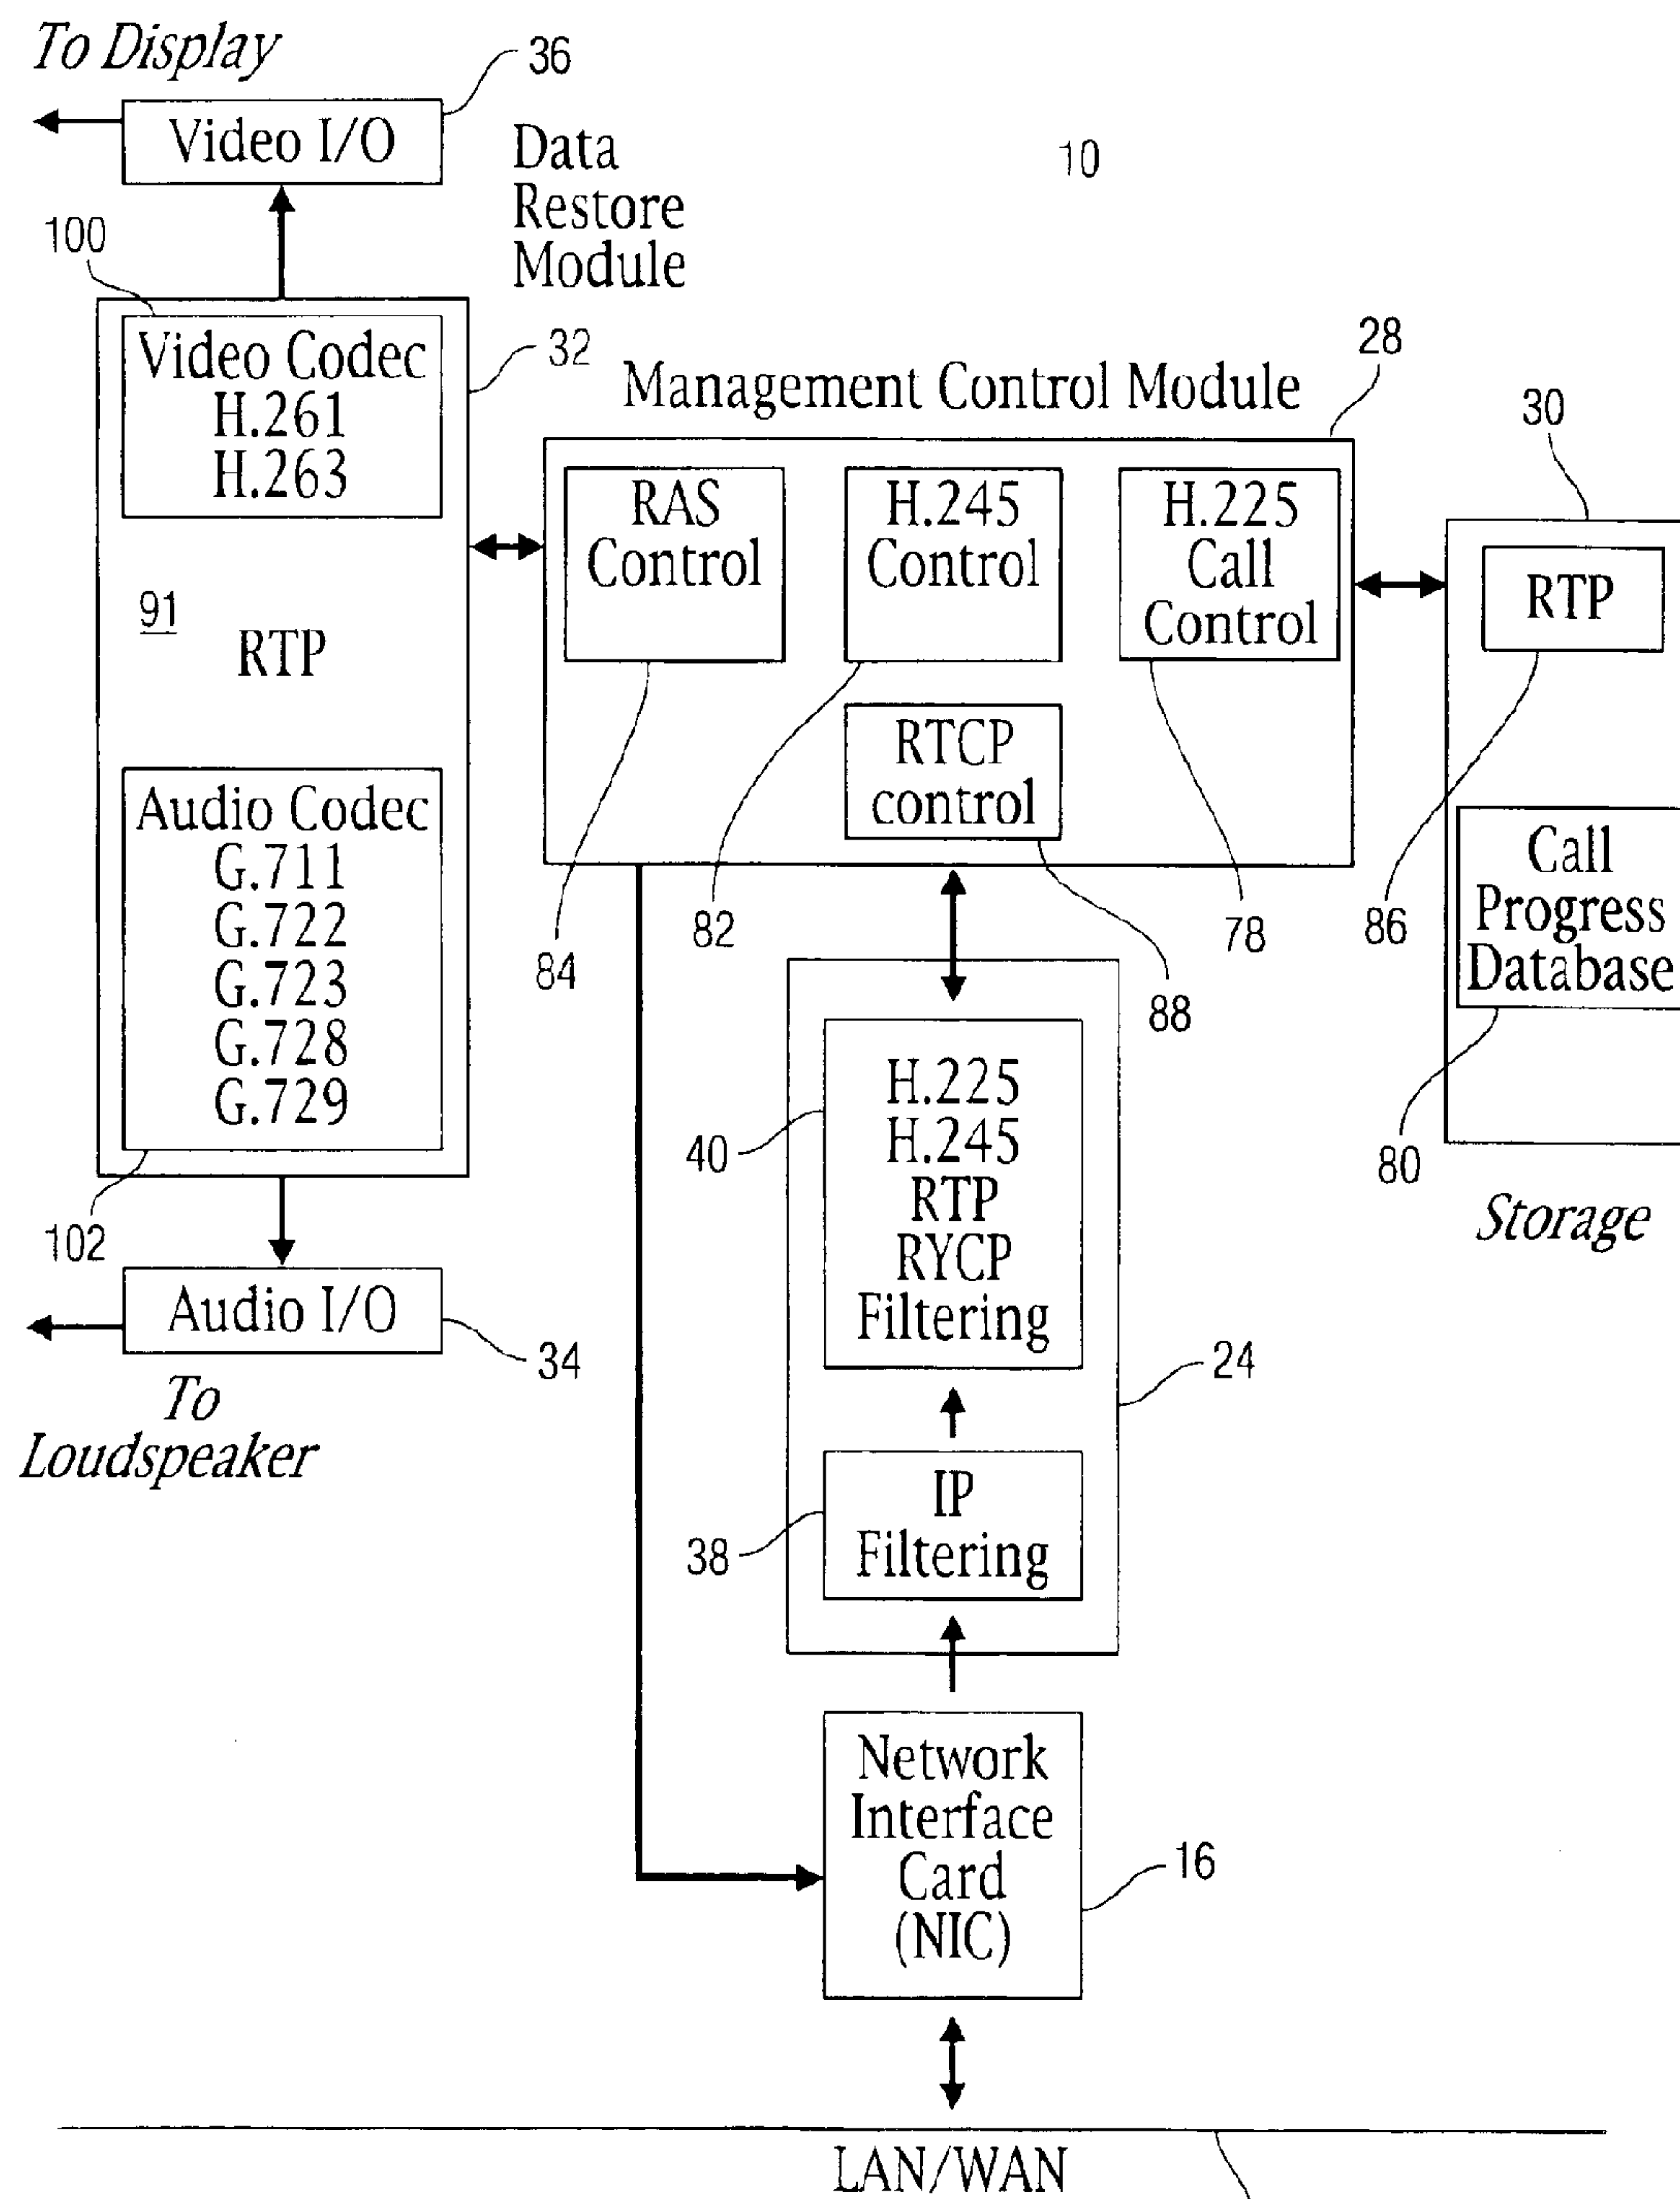 To Display
36
Video I/O
Data
Restore
Module
10
100
Video Codec
H.261
H.263
32
91
RTP
Audio Codec
G.711
G.722
G.723
G.728
G.729
102
Audio I/O
34
To
Loudspeaker
Management Control Module
28
RAS
Control
H.245
Control
H.225
Call
Control
RTCP
control
84
82
78
88
30
RTP
86
Call
Progress
Database
80
Storage
40
H.225
H.245
RTP
RYCP
Filtering
24
38
IP
Filtering
Network
Interface
Card
(NIC)
16
LAN/WAN